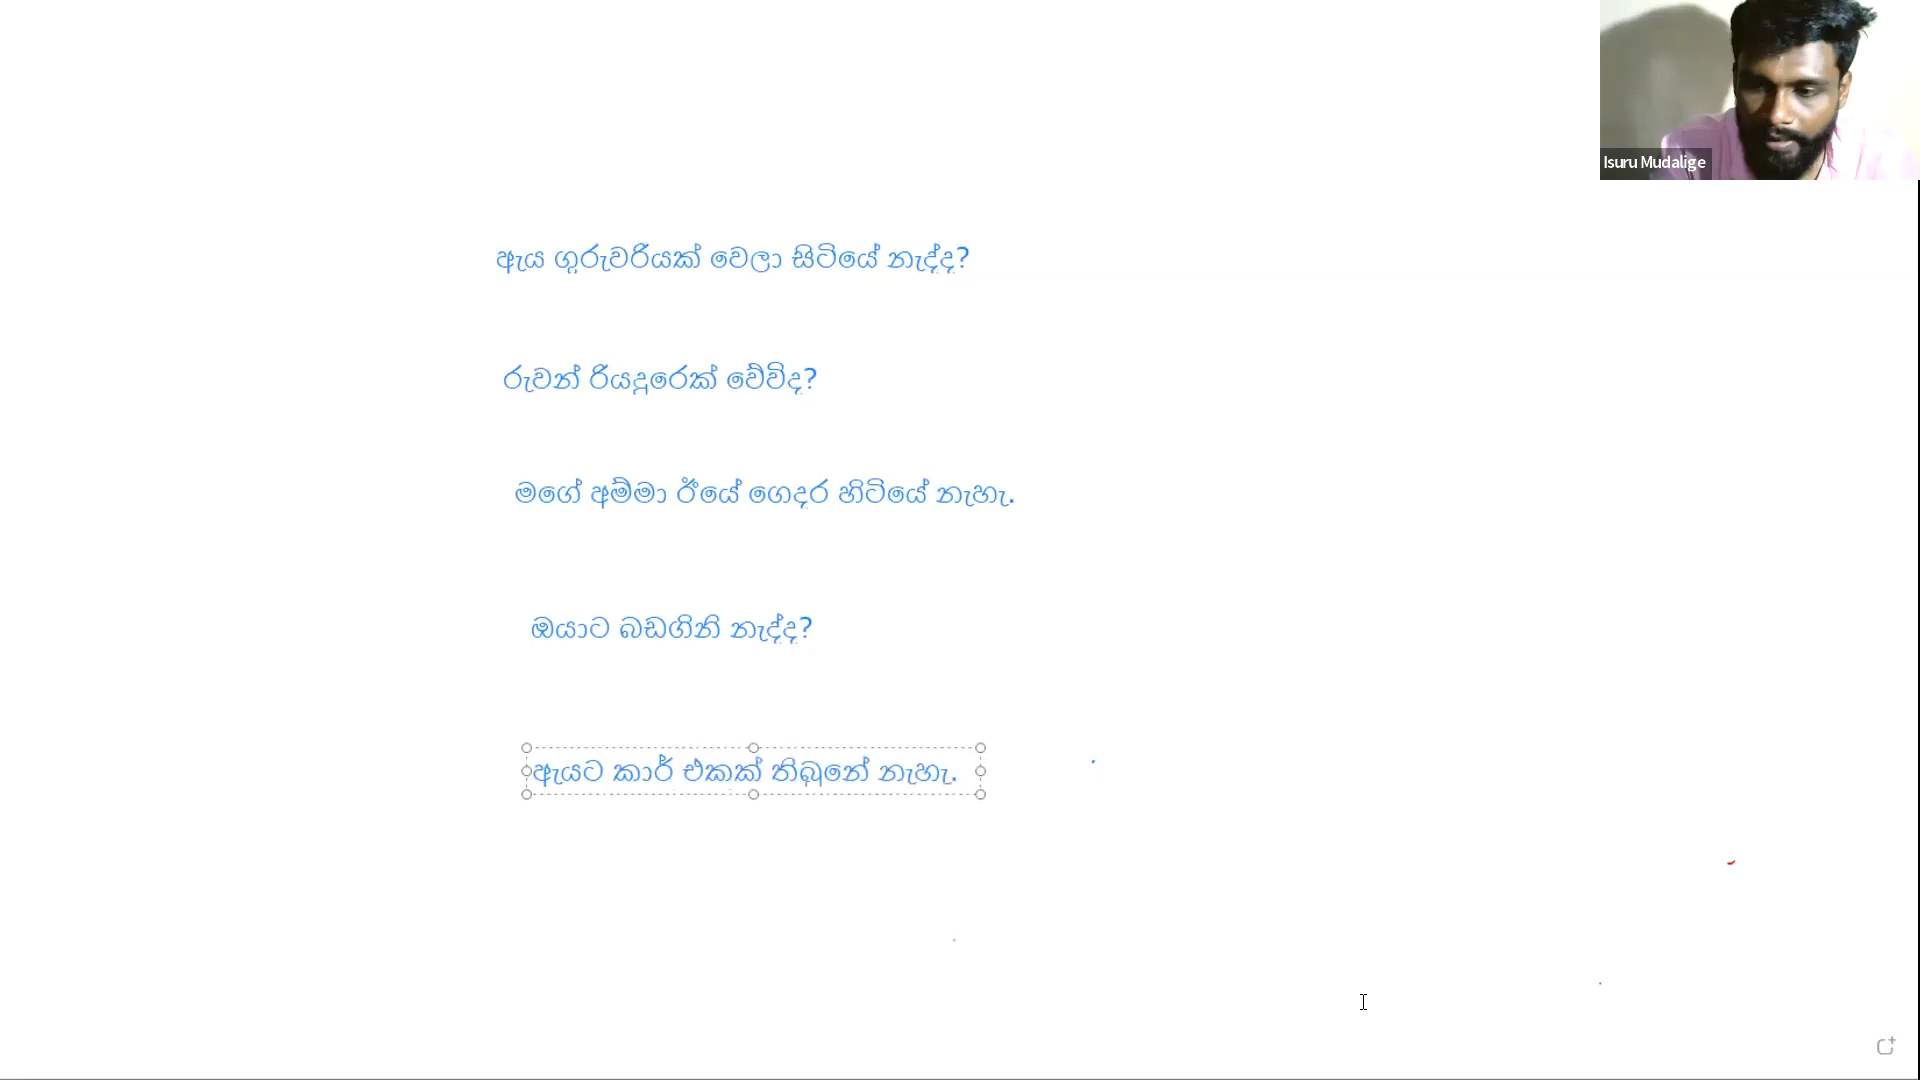 Isuru Mudalige
ඇය ගුරුවරියක් වෙලා සිටියේ නැද්ද?
රුවන් රියදුරෙක් වේවිද?
මගේ අම්මා ඊයේ ගෙදර හිටියේ නැහැ.
ඔයාට බඩගිනි නැද්ද?
ඇයට කාර් එකක් තිබුනේ නැහැ.